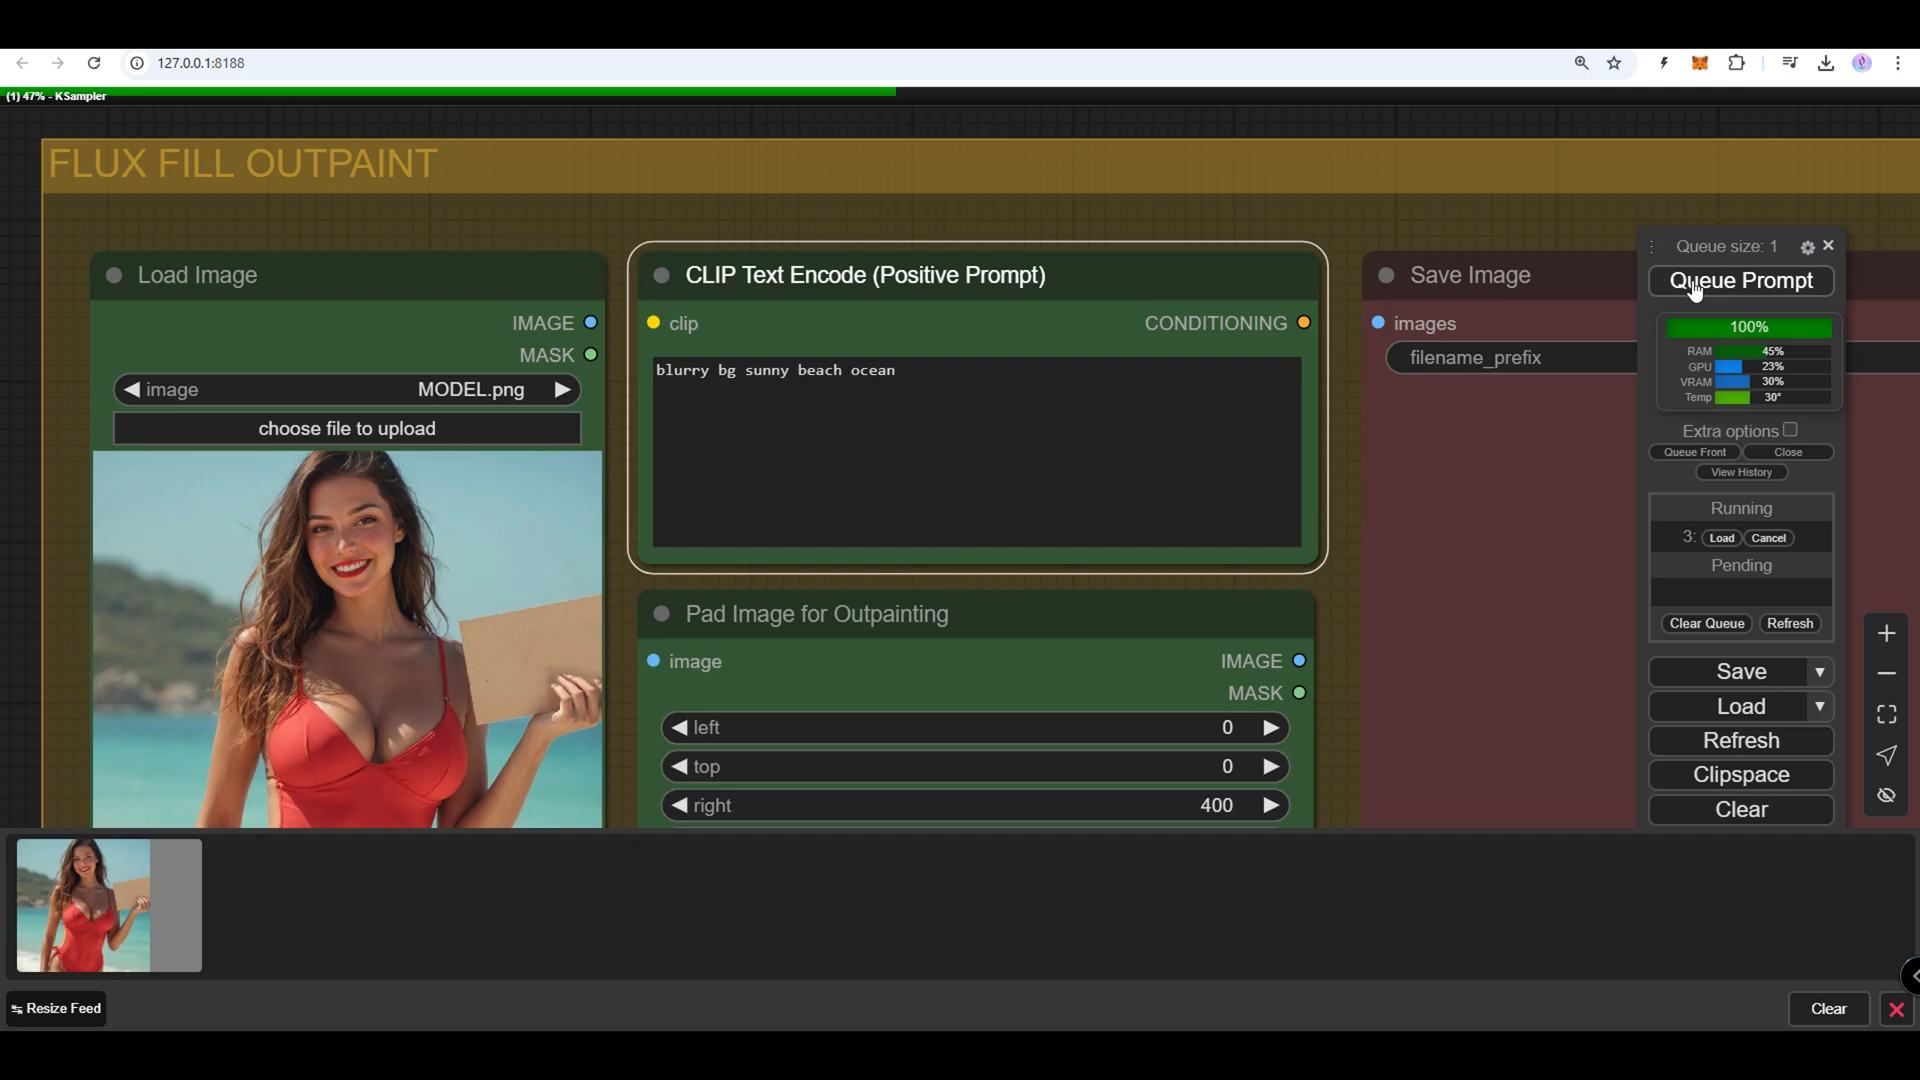 127.0.0.1:8188
(1) 47% - KSampler
FLUX FILL OUTPAINT
Load Image
IMAGE
MASK
image MODEL.png
choose file to upload
CLIP Text Encode (Positive Prompt)
clip CONDITIONING
blurry bg sunny beach ocean
Pad Image for Outpainting
image IMAGE
MASK
left 0
top 0
right 400
Save Image
images
filename_prefix
Queue size: 1
Queue Prompt
100%
RAM 45%
GPU 23%
VRAM 30%
Temp 30°
Extra options
Queue Front Close
View History
Running
3: Load Cancel
Pending
Clear Queue Refresh
Save
Load
Refresh
Clipspace
Clear
Resize Feed
Clear